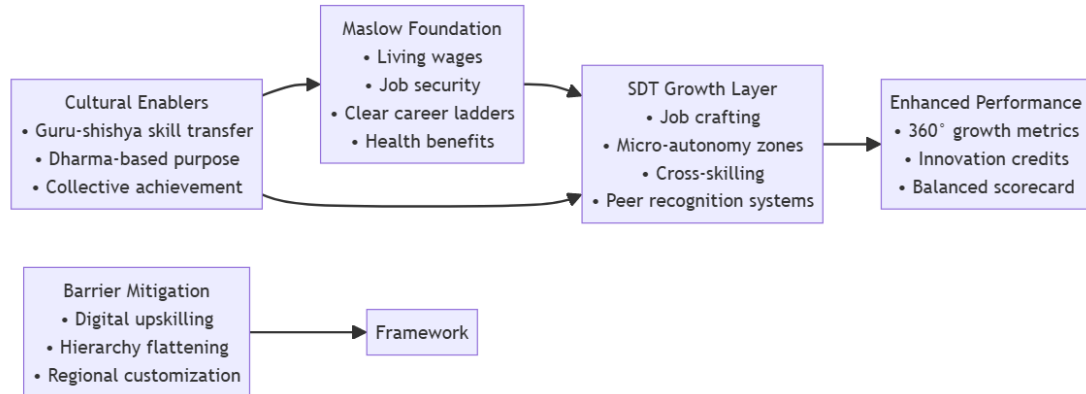 Cultural Enablers
• Guru-shishya skill transfer
• Dharma-based purpose
• Collective achievement
Maslow Foundation
• Living wages
• Job security
• Clear career ladders
• Health benefits
SDT Growth Layer
• Job crafting
• Micro-autonomy zones
• Cross-skilling
• Peer recognition systems
Enhanced Performance
• 360° growth metrics
• Innovation credits
• Balanced scorecard
Barrier Mitigation
• Digital upskilling
• Hierarchy flattening
• Regional customization
Framework